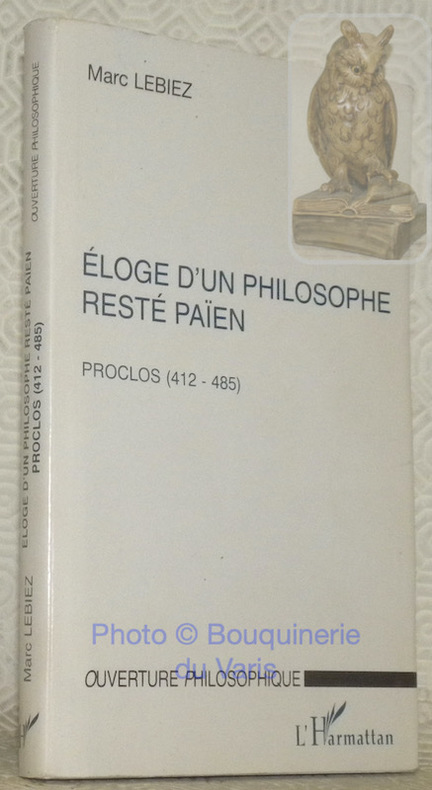 Marc LEBIEZ
ÉLOGE D'UN PHILOSOPHE
RESTÉ PAÏEN
PROCLOS (412 - 485)
Photo © Bouquinerie
du Varis
OUVERTURE PHILOSOPHIQUE
L'Harmattan
OUVERTURE PHILOSOPHIQUE
ÉLOGE D'UN PHILOSOPHE RESTÉ PAÏEN
PROCLOS (412 - 485)
Marc LEBIEZ